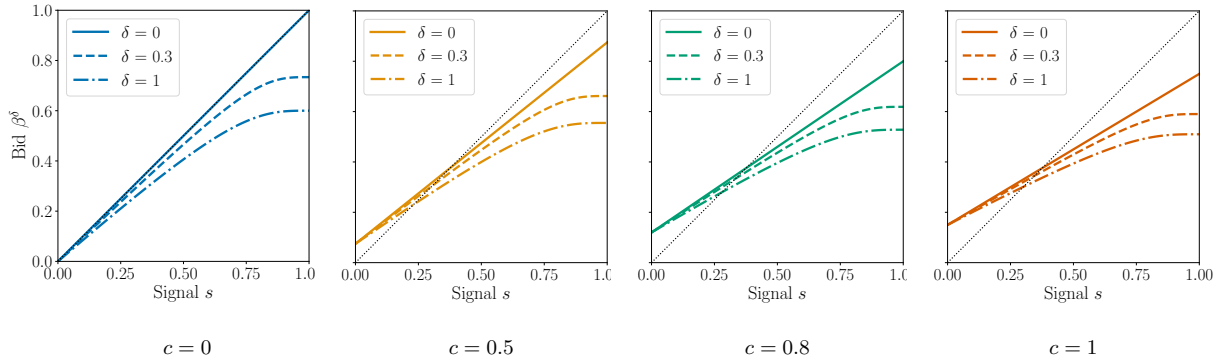 Bid β^δ
1.0
0.8
0.6
0.4
0.2
0.0
δ = 0
δ = 0.3
δ = 1
0.00 0.25 0.50 0.75 1.0
Signal s
c = 0
δ = 0
δ = 0.3
δ = 1
0.00 0.25 0.50 0.75 1.0
Signal s
c = 0.5
δ = 0
δ = 0.3
δ = 1
0.00 0.25 0.50 0.75 1.0
Signal s
c = 0.8
δ = 0
δ = 0.3
δ = 1
0.00 0.25 0.50 0.75 1.00
Signal s
c = 1